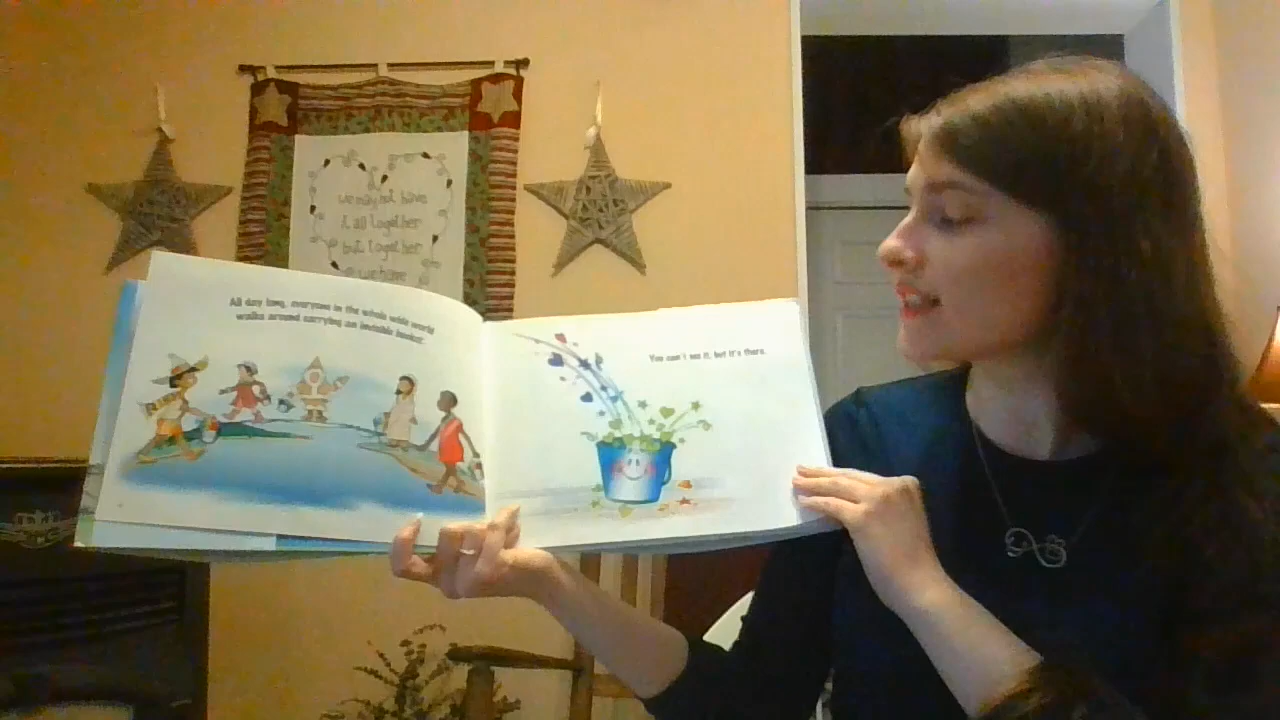 we may not have
it all together
but together
we have
All day long, everyone in the whole wide world
walks around carrying an invisible bucket.
You can't see it, but it's there.